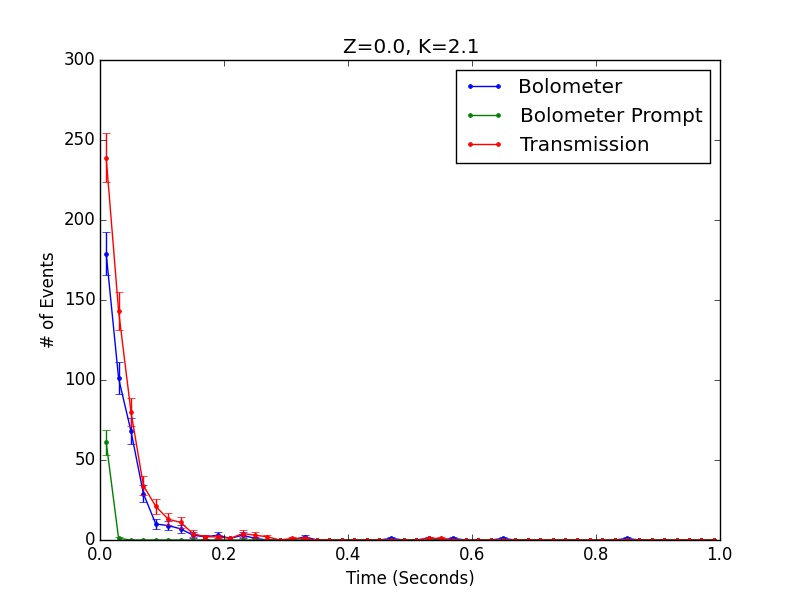 Z=0.0, K=2.1
300
250
200
150
100
50
0
# of Events
Bolometer
Bolometer Prompt
Transmission
0.0 0.2 0.4 0.6 0.8 1.0
Time (Seconds)